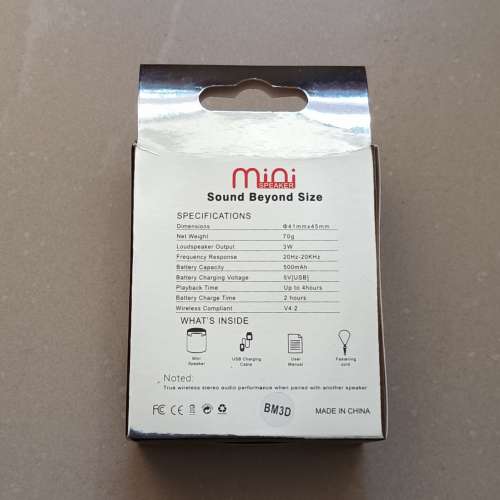 mini
SPEAKER
Sound Beyond Size
SPECIFICATIONS
Dimensions Φ41mmx45mm
Net Weight 70g
Loudspeaker Output 3W
Frequency Response 20Hz-20KHz
Battery Capacity 500mAh
Battery Charging Voltage 5V[USB]
Playback Time Up to 4hours
Battery Charge Time 2 hours
Wireless Compliant V4.2
WHAT'S INSIDE
Mini Speaker
USB Charging Cable
User Manual
Fastening cord
Noted:
True wireless stereo audio performance when paired with another speaker
FC CE BM3D MADE IN CHINA